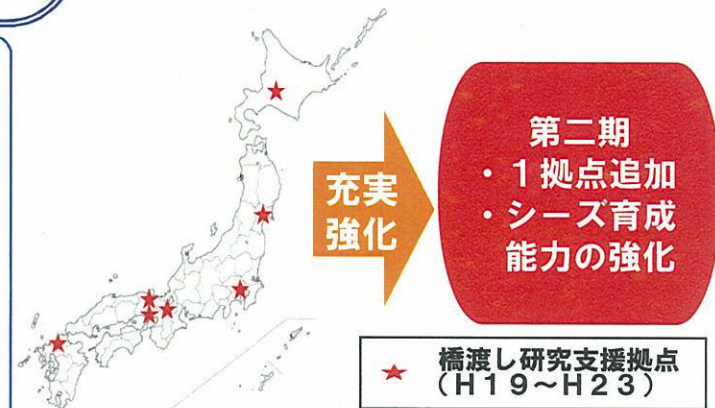 充実
強化
第二期
・１拠点追加
・シーズ育成
能力の強化
★ 橋渡し研究支援拠点
（Ｈ１９～Ｈ２３）